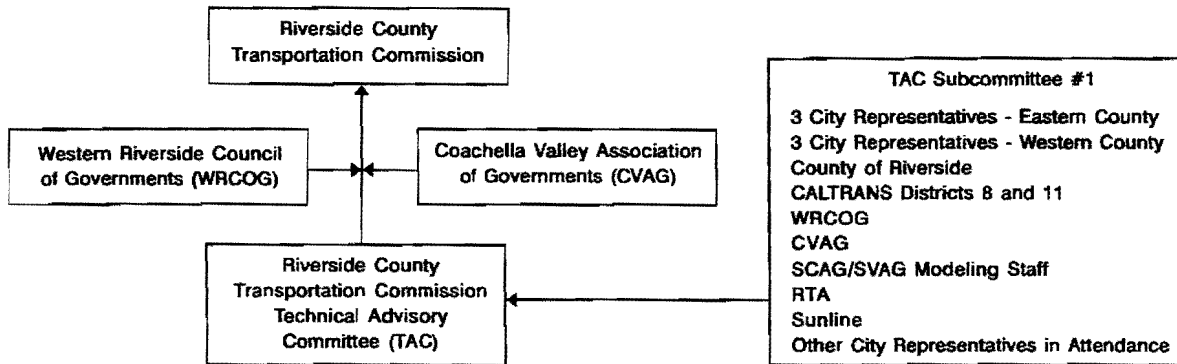 Riverside County
Transportation Commission
Western Riverside Council
of Governments (WRCOG)
Coachella Valley Association
of Governments (CVAG)
Riverside County
Transportation Commission
Technical Advisory
Committee (TAC)
TAC Subcommittee #1
3 City Representatives - Eastern County
3 City Representatives - Western County
County of Riverside
CALTRANS Districts 8 and 11
WRCOG
CVAG
SCAG/SVAG Modeling Staff
RTA
Sunline
Other City Representatives in Attendance